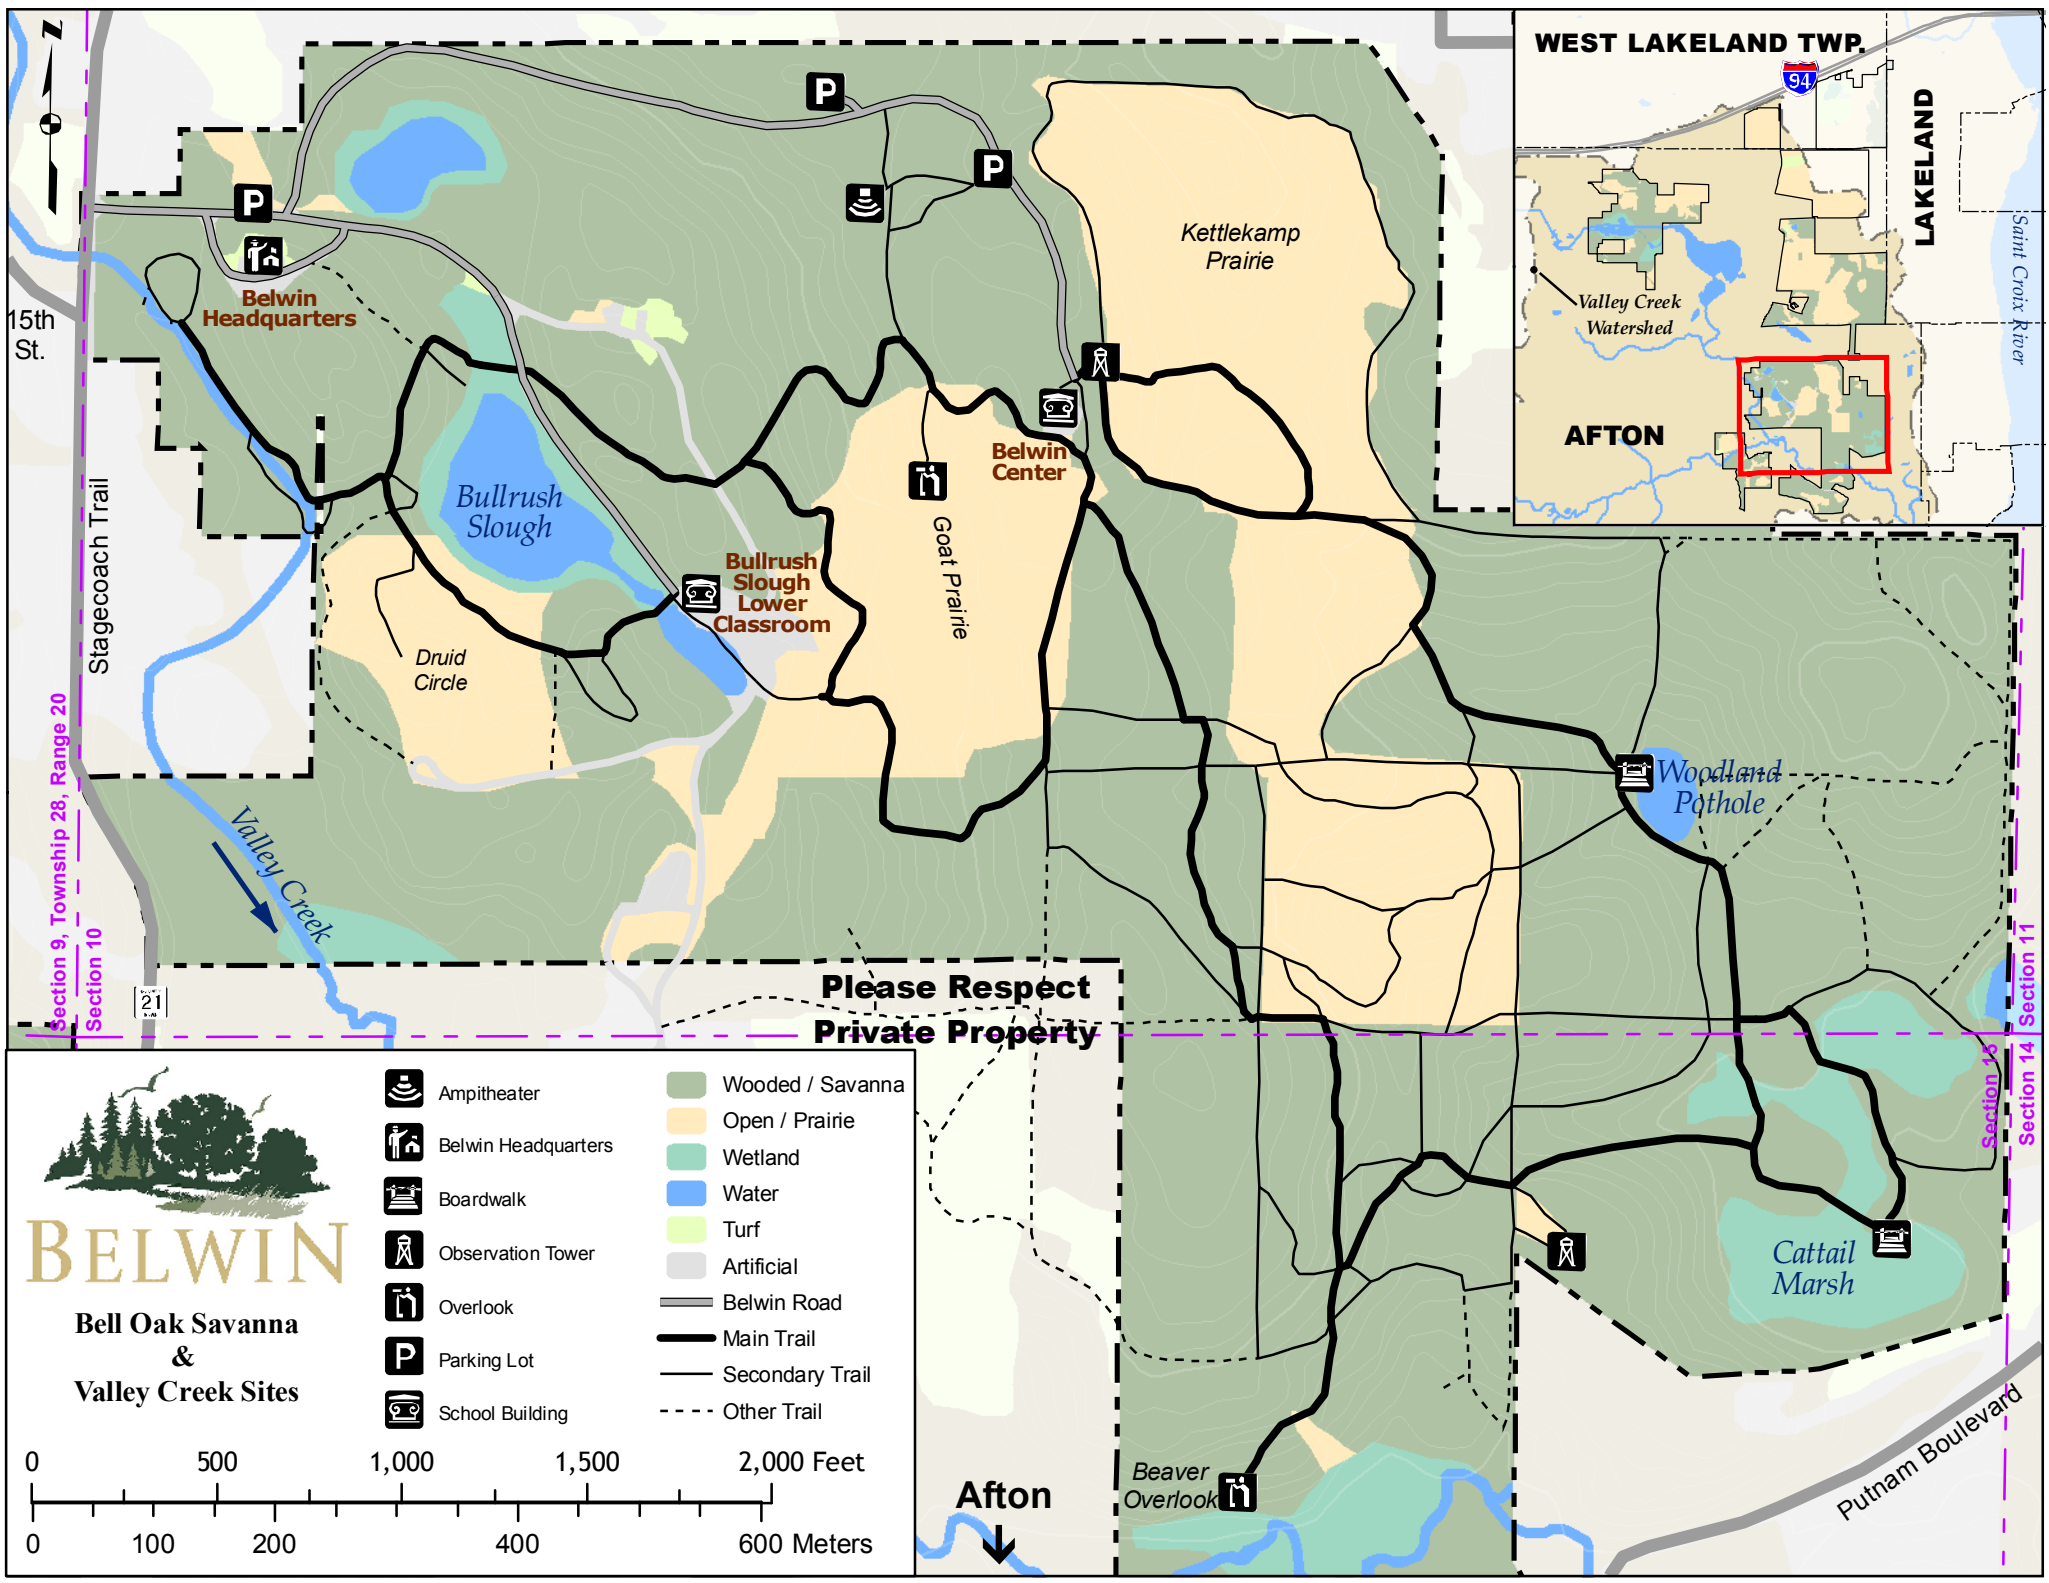 Z
P
P
P
Belwin
Headquarters
15th
St.
Stagecoach Trail
Bullrush
Slough
Bullrush
Slough
Lower
Classroom
Druid
Circle
Goat Prairie
Belwin
Center
Kettlekamp
Prairie
WEST LAKELAND TWP.
94
LAKELAND
Saint Croix River
Valley Creek
Watershed
AFTON
Woodland
Pothole
Valley Creek
Section 9, Township 28, Range 20
Section 10
21
Please Respect
Private Property
Section 11
Section 15
Section 14
Cattail
Marsh
Beaver
Overlook
Afton
Putnam Boulevard
BELWIN
Bell Oak Savanna
&
Valley Creek Sites
Ampitheater
Belwin Headquarters
Boardwalk
Observation Tower
Overlook
P Parking Lot
School Building
Wooded / Savanna
Open / Prairie
Wetland
Water
Turf
Artificial
Belwin Road
Main Trail
Secondary Trail
Other Trail
0 500 1,000 1,500 2,000 Feet
0 100 200 400 600 Meters